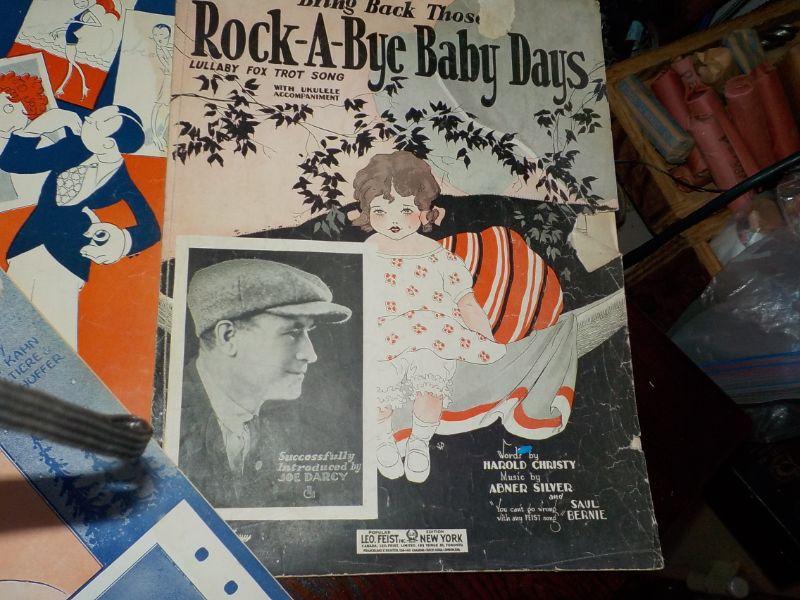 Bring Back Those
ROCK-A-BYE BABY DAYS
LULLABY FOX TROT SONG
WITH UKULELE
ACCOMPANIMENT
Successfully
Introduced by
JOE DARCY
Words by
HAROLD CHRISTY
Music by
ABNER SILVER
and
SAUL
BERNIE
You can't go wrong
with any FEIST song
POPULAR EDITION
LEO. FEIST INC. NEW YORK
KAHN